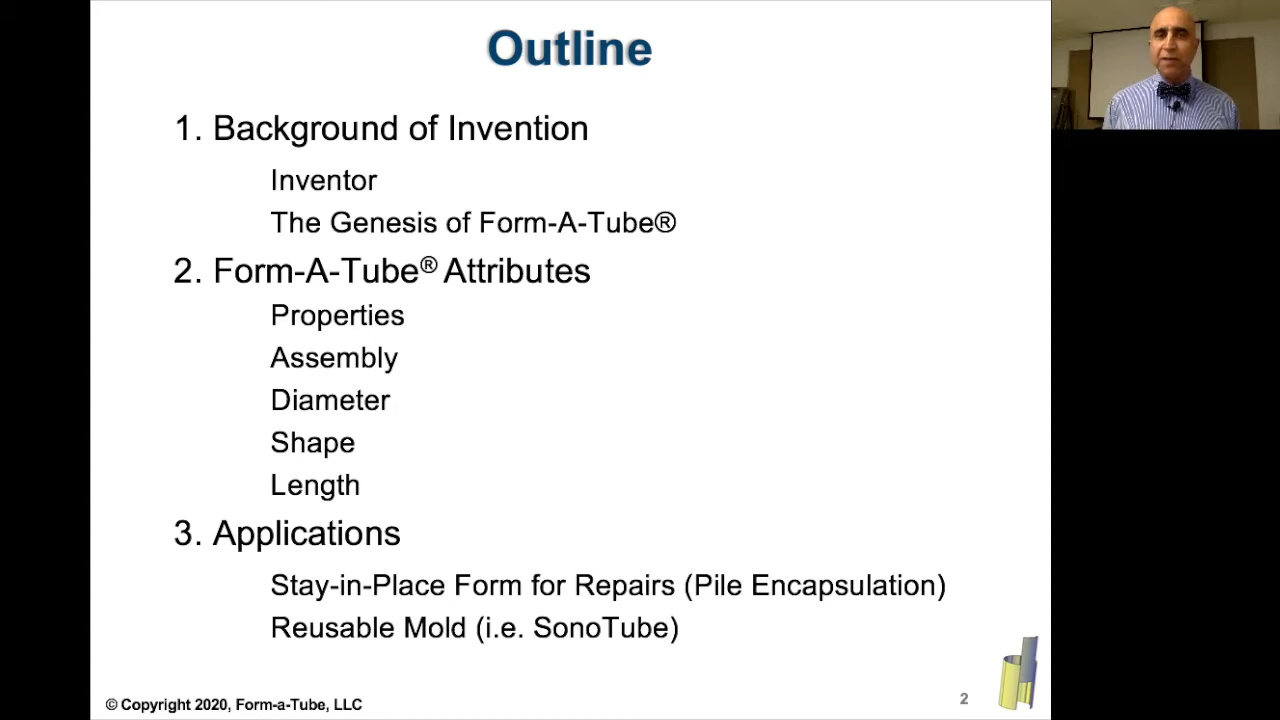 Outline
1. Background of Invention
Inventor
The Genesis of Form-A-Tube®
2. Form-A-Tube® Attributes
Properties
Assembly
Diameter
Shape
Length
3. Applications
Stay-in-Place Form for Repairs (Pile Encapsulation)
Reusable Mold (i.e. SonoTube)
© Copyright 2020, Form-a-Tube, LLC
2